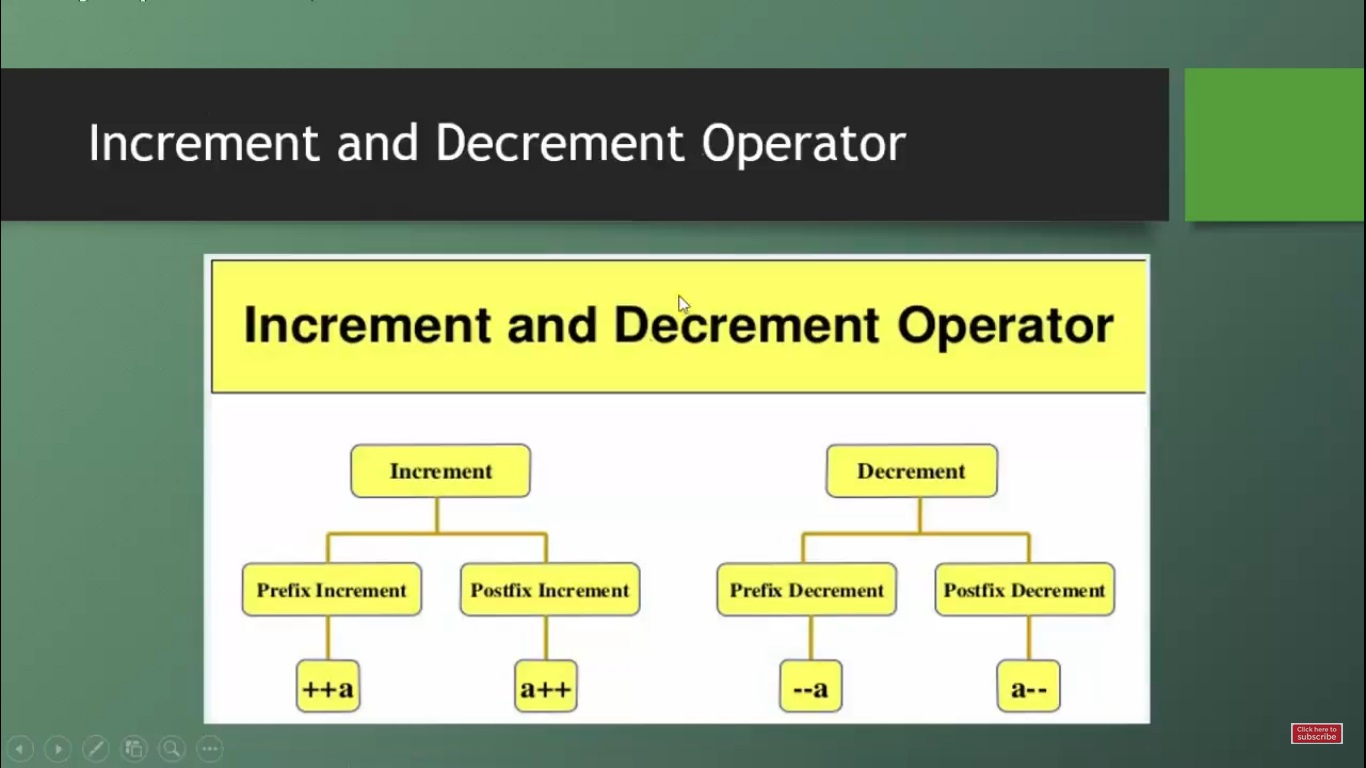 Increment and Decrement Operator
Increment and Decrement Operator
Increment
Decrement
Prefix Increment
Postfix Increment
Prefix Decrement
Postfix Decrement
++a
a++
--a
a--
Click here to
subscribe